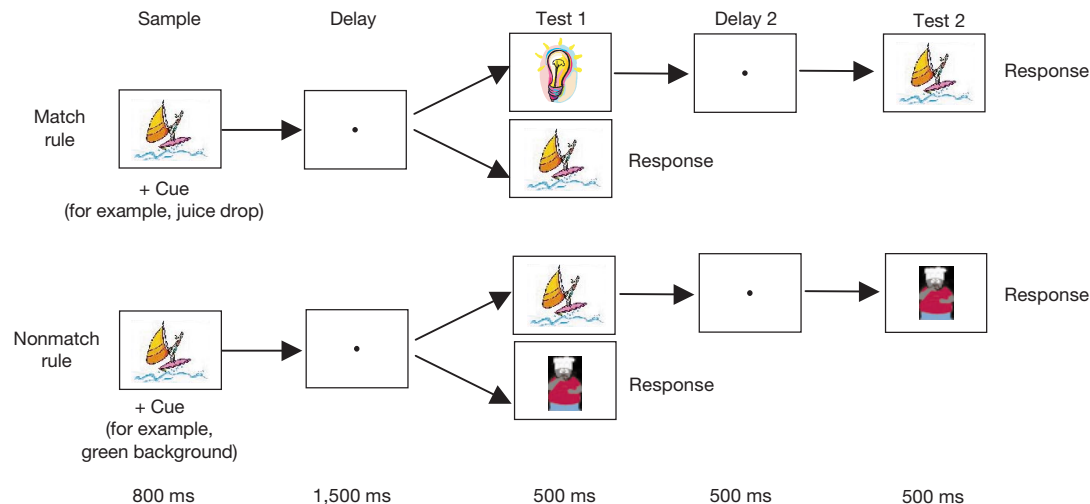 Sample
Delay
Test 1
Delay 2
Test 2
Match
rule
Response
Response
+ Cue
(for example, juice drop)
Nonmatch
rule
Response
Response
+ Cue
(for example,
green background)
800 ms
1,500 ms
500 ms
500 ms
500 ms